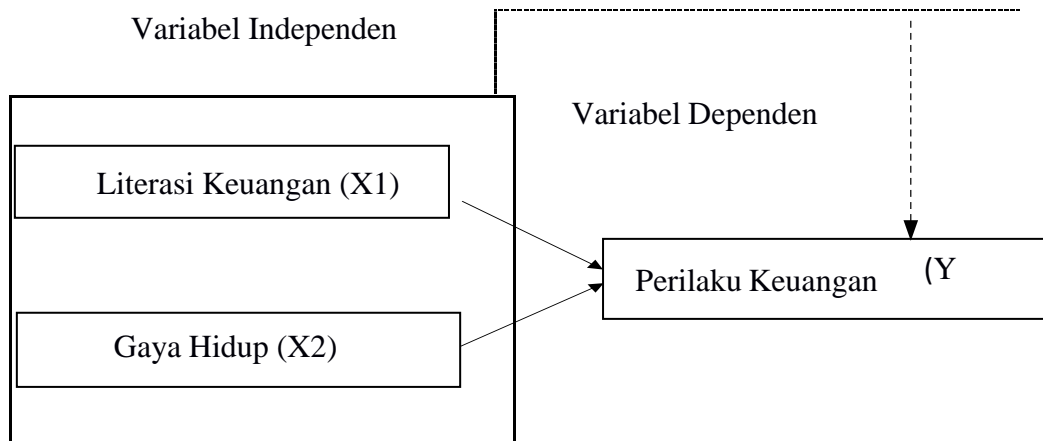 Variabel Independen
Variabel Dependen
Literasi Keuangan (X1)
Perilaku Keuangan (Y
Gaya Hidup (X2)